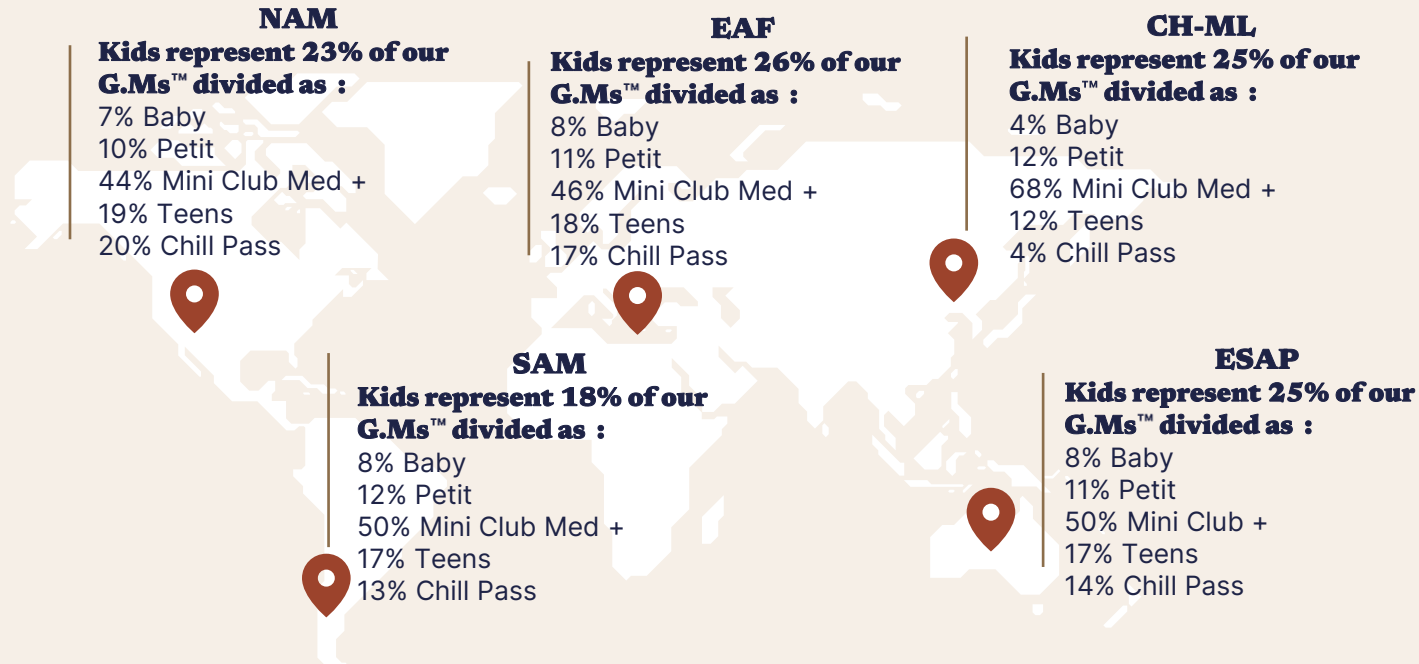 NAM
Kids represent 23% of our
G.Ms™ divided as :
7% Baby
10% Petit
44% Mini Club Med +
19% Teens
20% Chill Pass
EAF
Kids represent 26% of our
G.Ms™ divided as :
8% Baby
11% Petit
46% Mini Club Med +
18% Teens
17% Chill Pass
CH-ML
Kids represent 25% of our
G.Ms™ divided as :
4% Baby
12% Petit
68% Mini Club Med +
12% Teens
4% Chill Pass
SAM
Kids represent 18% of our
G.Ms™ divided as :
8% Baby
12% Petit
50% Mini Club Med +
17% Teens
13% Chill Pass
ESAP
Kids represent 25% of our
G.Ms™ divided as :
8% Baby
11% Petit
50% Mini Club +
17% Teens
14% Chill Pass